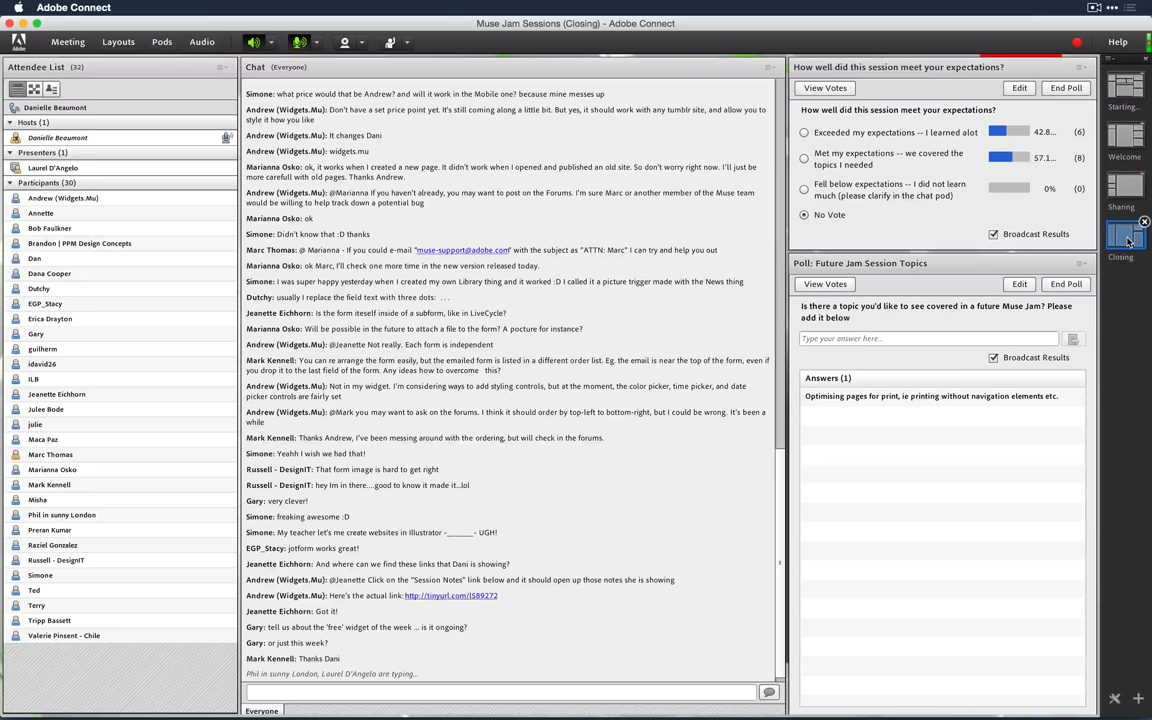 Adobe Connect
Muse Jam Sessions (Closing) - Adobe Connect
Adobe
Meeting
Layouts
Pods
Audio
Help
Attendee List (32)
Danielle Beaumont
Hosts (1)
Danielle Beaumont
Presenters (1)
Laurel D'Angelo
Participants (30)
Andrew (Widgets.Mu)
Annette
Bob Faulkner
Brandon | PPM Design Concepts
Dan
Dana Cooper
Dutchy
EGP_Stacy
Erica Drayton
Gary
guilherm
idavid26
ILB
Jeanette Eichhorn
Julee Bode
julie
Maca Paz
Marc Thomas
Marianna Osko
Mark Kennell
Misha
Phil in sunny London
Preran Kumar
Raziel Gonzalez
Russell - DesignIT
Simone
Ted
Terry
Tripp Bassett
Valerie Pinsent - Chile
Chat (Everyone)
Simone: what price would that be Andrew? and will it work in the Mobile one? because mine messes up
Andrew (Widgets.Mu): Don't have a set price point yet. It's still coming along a little bit. But yes, it should work with any tumblr site, and allow you to
style it how you like
Andrew (Widgets.Mu): It changes Dani
Andrew (Widgets.Mu): widgets.mu
Marianna Osko: ok, it works when I created a new page. It didn't work when I opened and published an old site. So don't worry right now. I'll just be
more carefull with old pages. Thanks Andrew.
Andrew (Widgets.Mu): @Marianna If you haven't already, you may want to post on the Forums. I'm sure Marc or another member of the Muse team
would be willing to help track down a potential bug
Marianna Osko: ok
Simone: Didn't know that :D thanks
Marc Thomas: @ Marianna - If you could e-mail "muse-support@adobe.com" with the subject as "ATTN: Marc" I can try and help you out
Marianna Osko: ok Marc, I'll check one more time in the new version released today.
Simone: I was super happy yesterday when I created my own Library thing and it worked :D I called it a picture trigger made with the News thing
Dutchy: usually I replace the field text with three dots: ...
Jeanette Eichhorn: Is the form iteself inside of a subform, like in LiveCycle?
Marianna Osko: Will be possible in the future to attach a file to the form? A pocture for instance?
Andrew (Widgets.Mu): @Jeanette Not really. Each form is independent
Mark Kennell: You can re arrange the form easily, but the emailed form is listed in a different order list. Eg. the email is near the top of the form, even if
you drop it to the last field of the form. Any ideas how to overcome this?
Andrew (Widgets.Mu): Not in my widget. I'm considering ways to add styling controls, but at the moment, the color picker, time picker, and date
picker controls are fairly set
Andrew (Widgets.Mu): @Mark you may want to ask on the forums. I think it should order by top-left to bottom-right, but I could be wrong. It's been a
while
Mark Kennell: Thanks Andrew, I've been messing around with the ordering, but will check in the forums.
Simone: Yeahh I wish we had that!
Russell - DesignIT: That form image is hard to get right
Russell - DesignIT: hey Im in there....good to know it made it...lol
Gary: very clever!
Simone: freaking awesome :D
Simone: My teacher let's me create websites in Illustrator -______- UGH!
EGP_Stacy: jotform works great!
Jeanette Eichhorn: And where can we find these links that Dani is showing?
Andrew (Widgets.Mu): @Jeanette Click on the "Session Notes" link below and it should open up those notes she is showing
Andrew (Widgets.Mu): Here's the actual link: http://tinyurl.com/l589272
Jeanette Eichhorn: Got it!
Gary: tell us about the 'free' widget of the week ... is it ongoing?
Gary: or just this week?
Mark Kennell: Thanks Dani
Phil in sunny London, Laurel D'Angelo are typing...
Everyone
How well did this session meet your expectations?
View Votes
Edit
End Poll
How well did this session meet your expectations?
Exceeded my expectations -- I learned alot 42.8... (6)
Met my expectations -- we covered the
topics I needed 57.1... (8)
Fell below expectations -- I did not learn
much (please clarify in the chat pod) 0% (0)
No Vote
Broadcast Results
Poll: Future Jam Session Topics
View Votes
Edit
End Poll
Is there a topic you'd like to see covered in a future Muse Jam? Please
add it below
Type your answer here...
Broadcast Results
Answers (1)
Optimising pages for print, ie printing without navigation elements etc.
Starting...
Welcome
Sharing
Closing